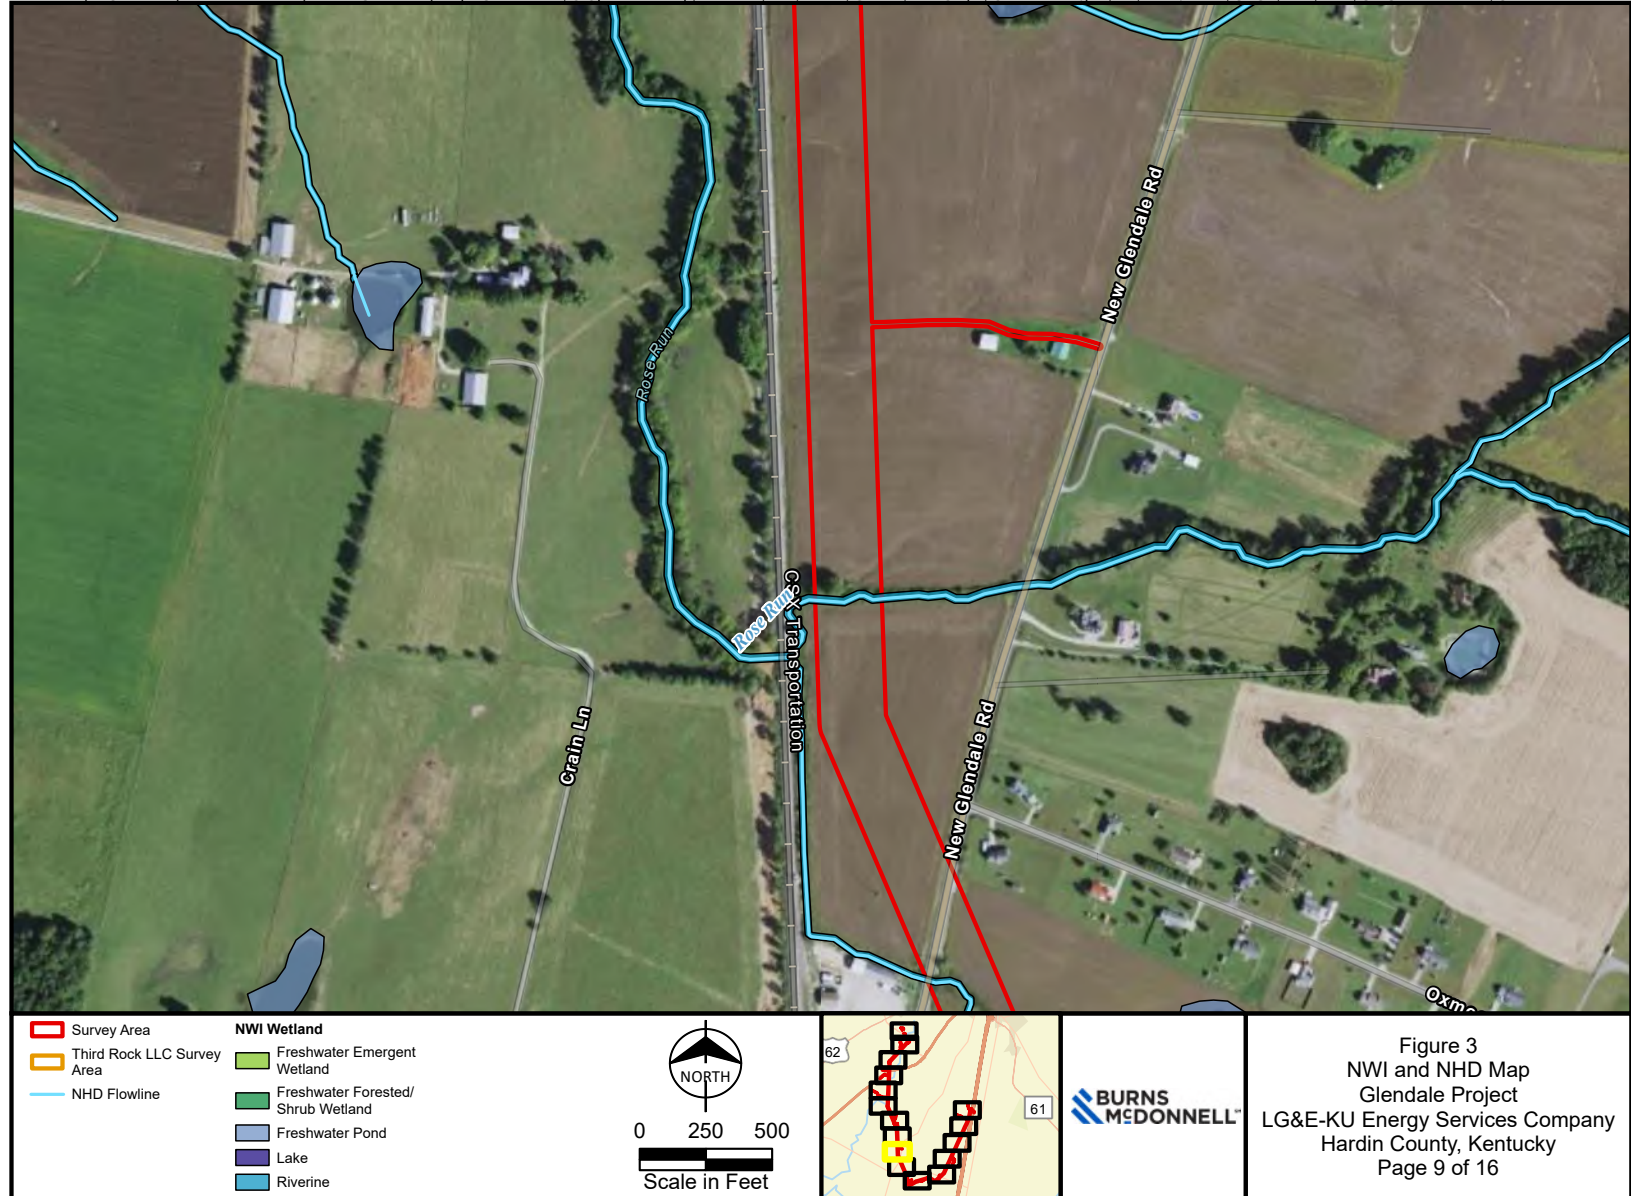 New Glendale Rd
Rose Run
CSX Transportation
Rose Run
Crain Ln
New Glendale Rd
Survey Area
Third Rock LLC Survey
Area
NHD Flowline
NWI Wetland
Freshwater Emergent
Wetland
Freshwater Forested/
Shrub Wetland
Freshwater Pond
Lake
Riverine
NORTH
0 250 500
Scale in Feet
62
61
BURNS
MCDONNELL
Figure 3
NWI and NHD Map
Glendale Project
LG&E-KU Energy Services Company
Hardin County, Kentucky
Page 9 of 16